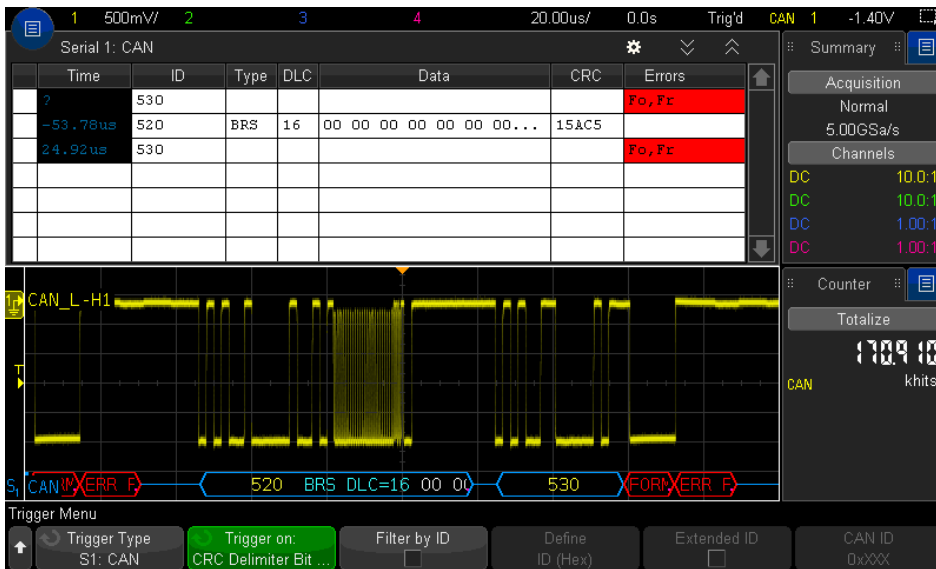 1 500mV/ 2 3 4 20.00us/ 0.0s Trig'd CAN 1 -1.40V
Serial 1: CAN
Time ID Type DLC Data CRC Errors
? 530 Fo,Fr
-53.78us 520 BRS 16 00 00 00 00 00 00 00... 15AC5
24.92us 530 Fo,Fr
Summary
Acquisition
Normal
5.00GSa/s
Channels
DC 10.0:1
DC 10.0:1
DC 1.00:1
DC 1.00:1
CAN_L-H1
T
Counter
Totalize
170.910
CAN khits
S1 CAN ERR F 520 BRS DLC=16 00 00 530 FORM ERR F
Trigger Menu
Trigger Type
S1: CAN
Trigger on:
CRC Delimiter Bit ...
Filter by ID
Define
ID (Hex)
Extended ID
CAN ID
0xXXX